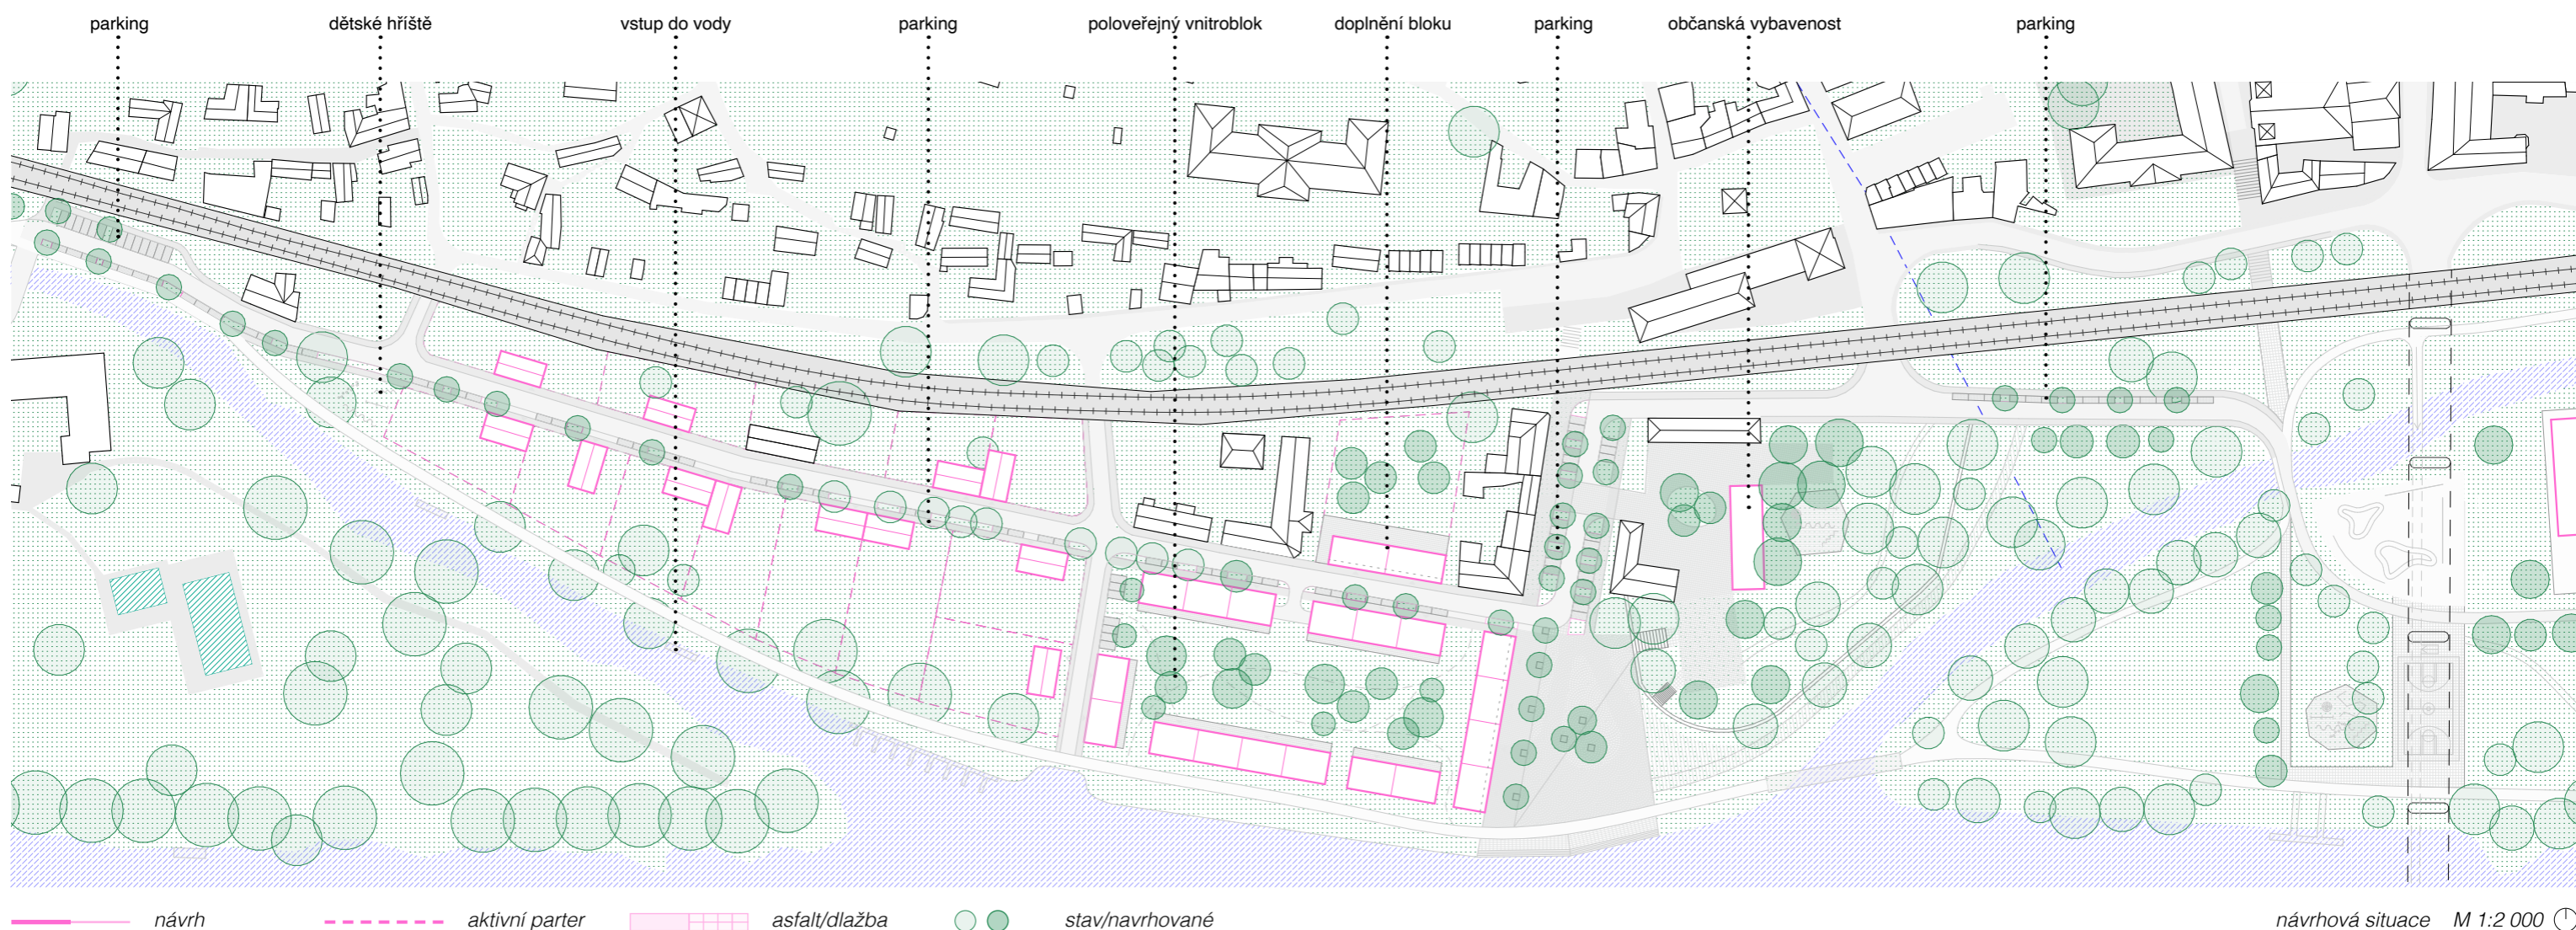 parking dětské hřiště vstup do vody parking poloveřejný vnitroblok doplnění bloku parking občanská vybavenost parking
návrh aktivní parter asfalt/dlažba stav/navrhované návrhová situace M 1:2 000